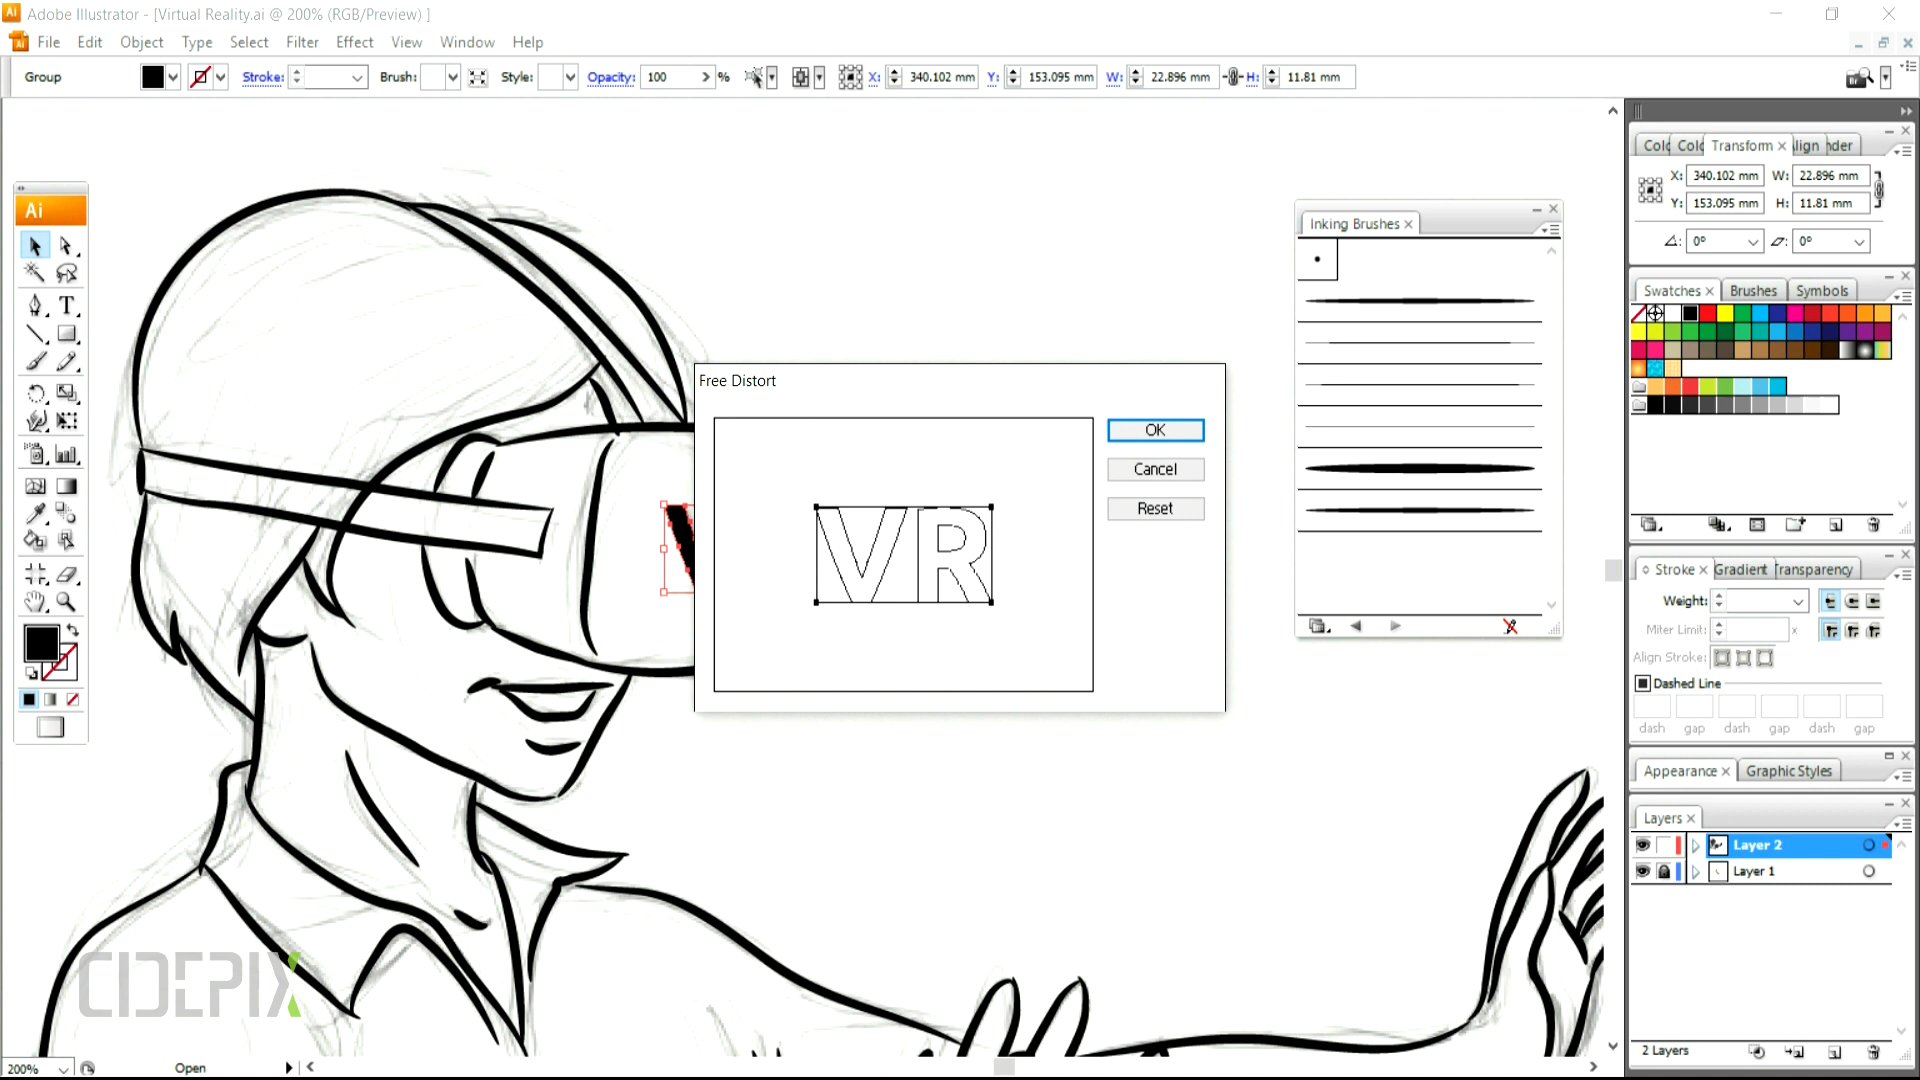 Ai Adobe Illustrator - [Virtual Reality.ai @ 200% (RGB/Preview) ]
Ai File Edit Object Type Select Filter Effect View Window Help
Group Stroke: Brush: Style: Opacity: 100 % X: 340.102 mm Y: 153.095 mm W: 22.896 mm H: 11.81 mm
Ai
T
Free Distort
VR
OK
Cancel
Reset
Inking Brushes
Transform
X: 340.102 mm W: 22.896 mm
Y: 153.095 mm H: 11.81 mm
0° 0°
Swatches Brushes Symbols
Stroke Gradient Transparency
Weight:
Miter Limit: x
Align Stroke:
Dashed Line
dash gap dash gap dash gap
Appearance Graphic Styles
Layers
Layer 2
Layer 1
2 Layers
CIDEPIX
200% Open